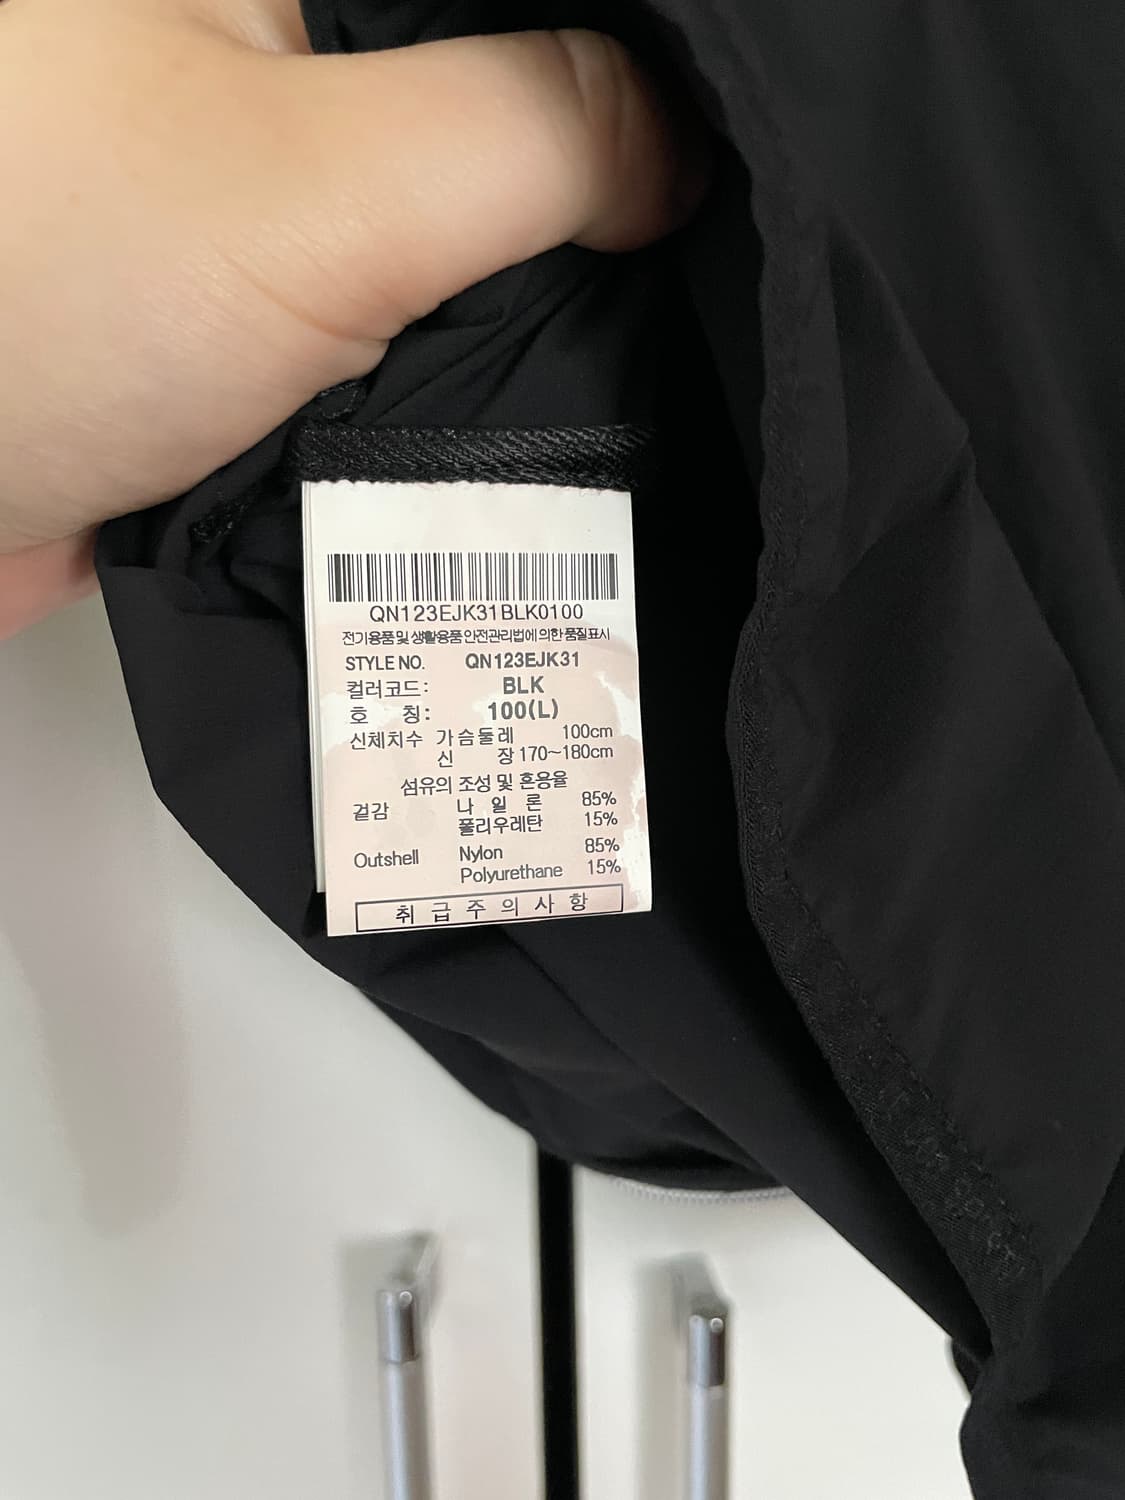 QN123EJK31BLK0100
전기용품 및 생활용품 안전관리법에 의한 품질표시
STYLE NO. QN123EJK31
컬러코드: BLK
호 칭: 100(L)
신체치수 가슴둘레 100cm
신 장 170~180cm
섬유의 조성 및 혼용율
겉감 나 일 론 85%
폴리우레탄 15%
Outshell Nylon 85%
Polyurethane 15%
취 급 주 의 사 항